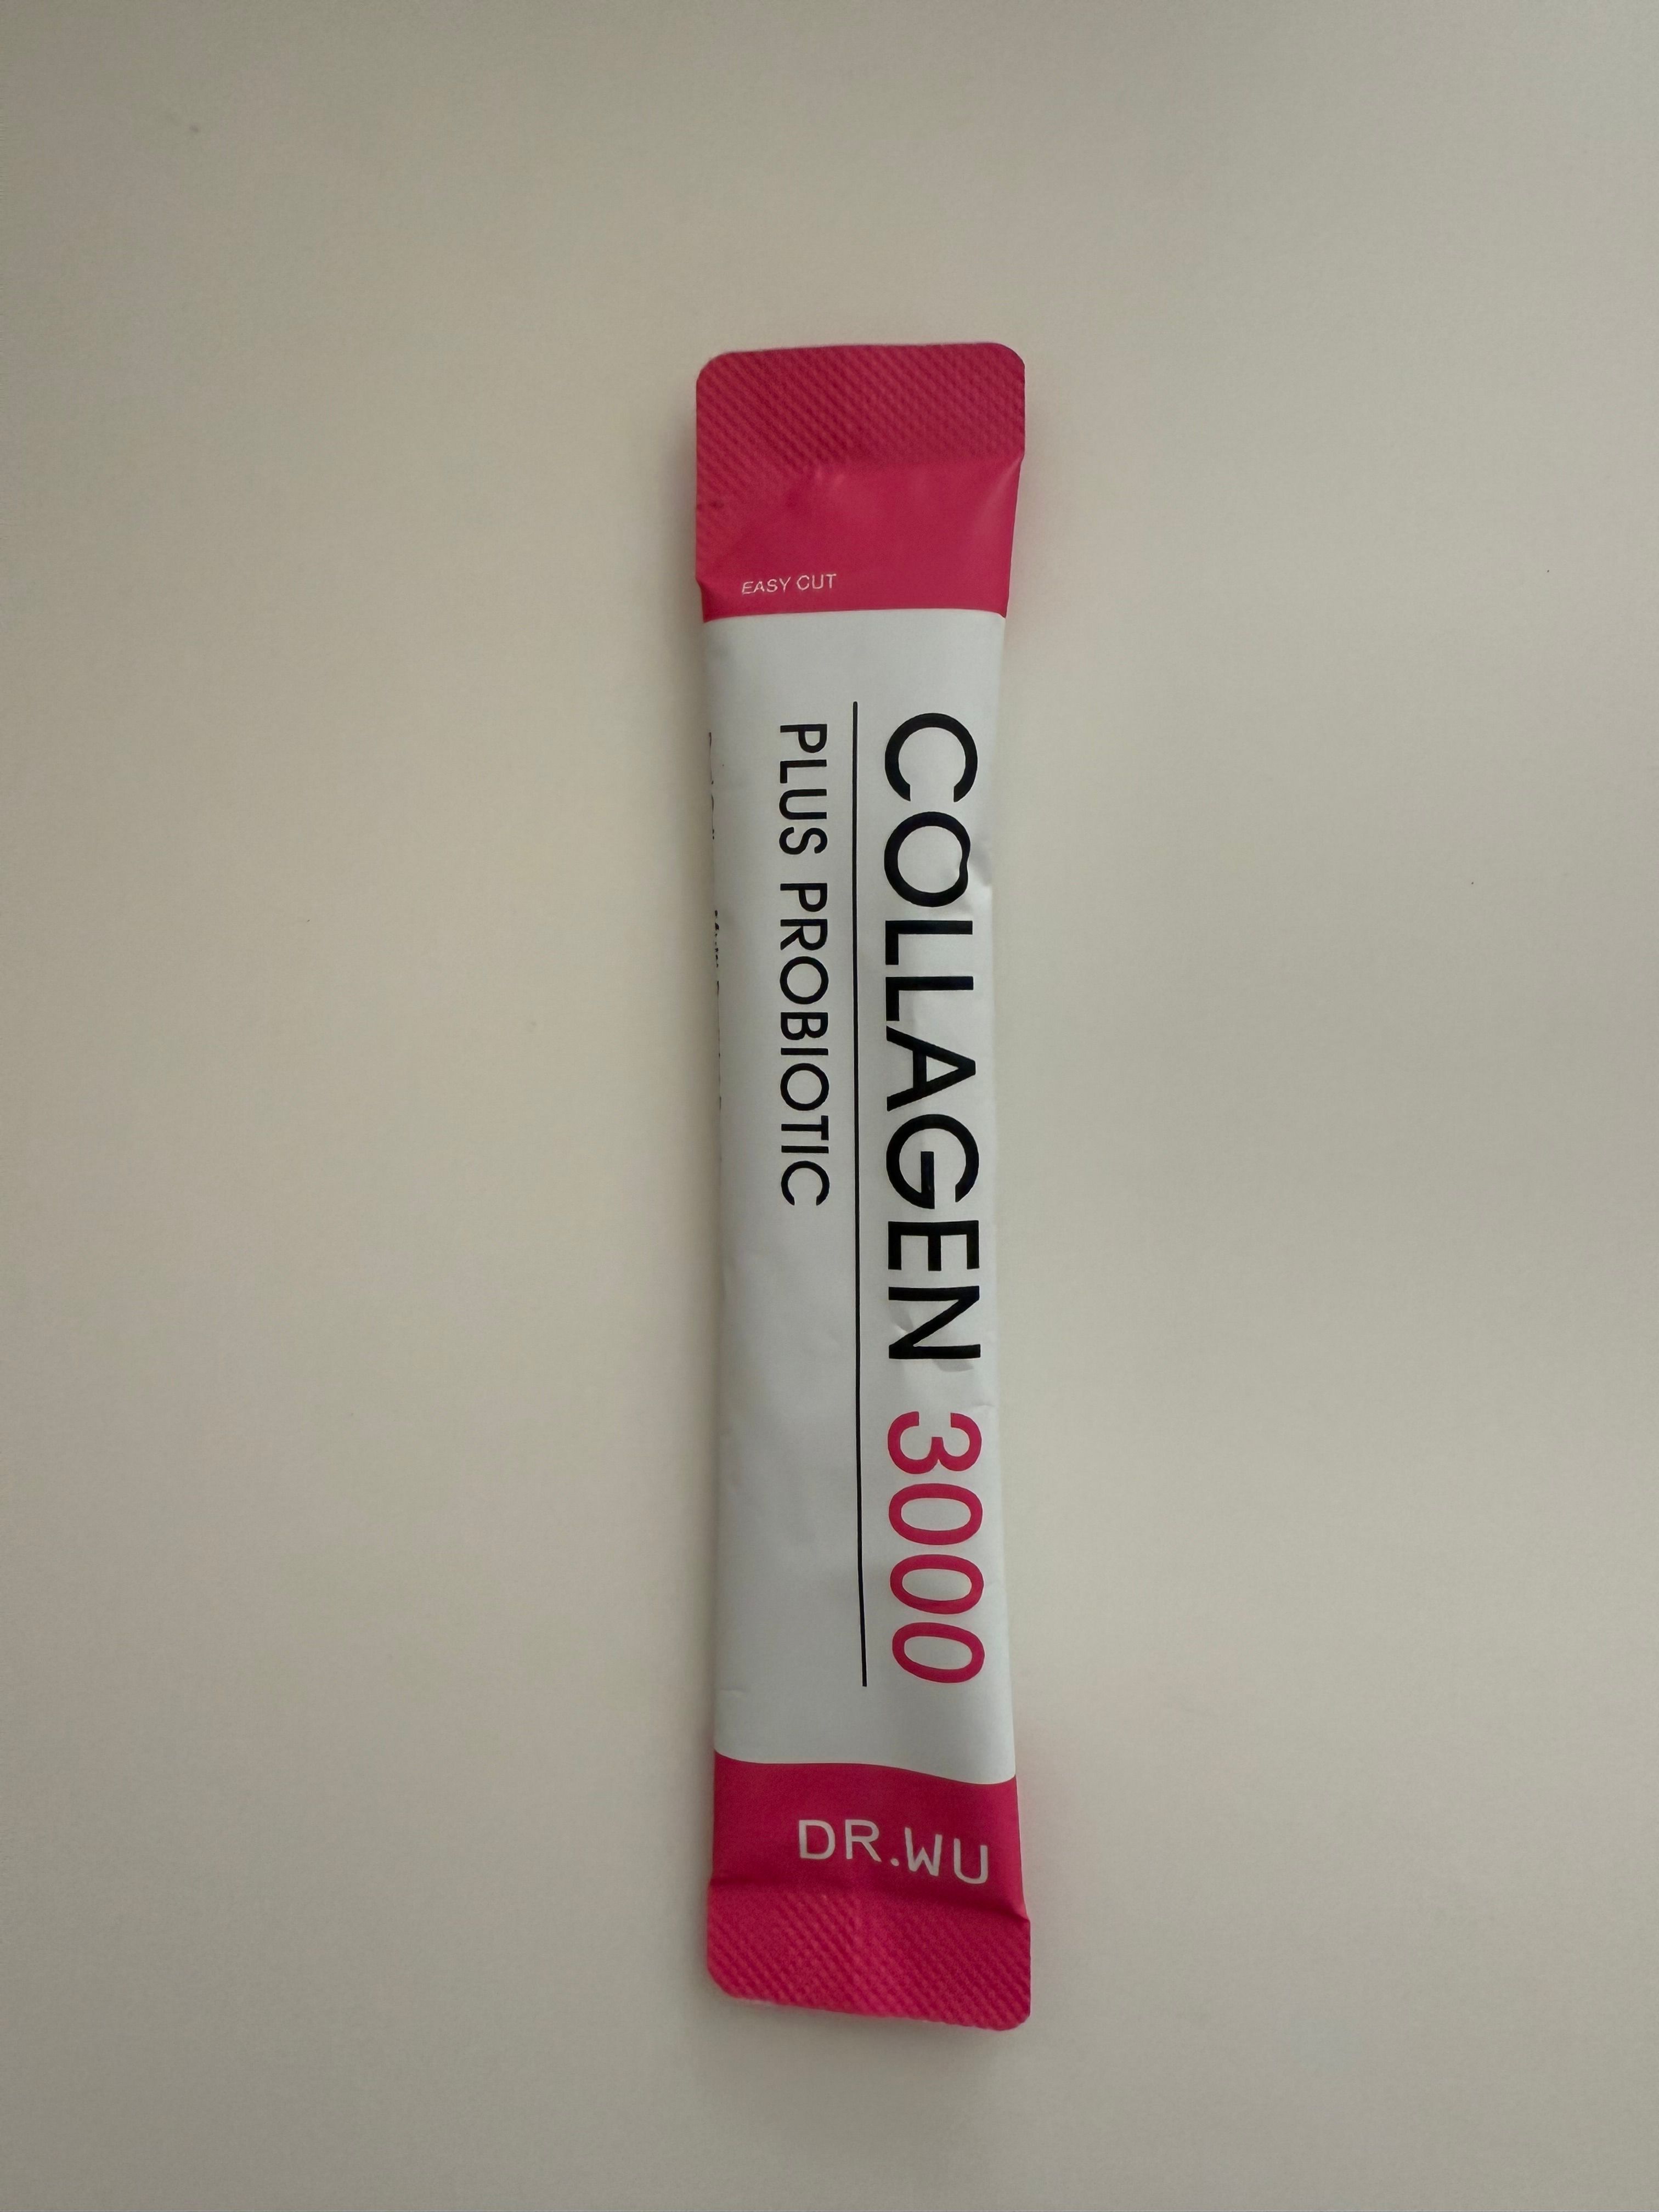 EASY CUT
COLLAGEN 3000
PLUS PROBIOTIC
DR.WU